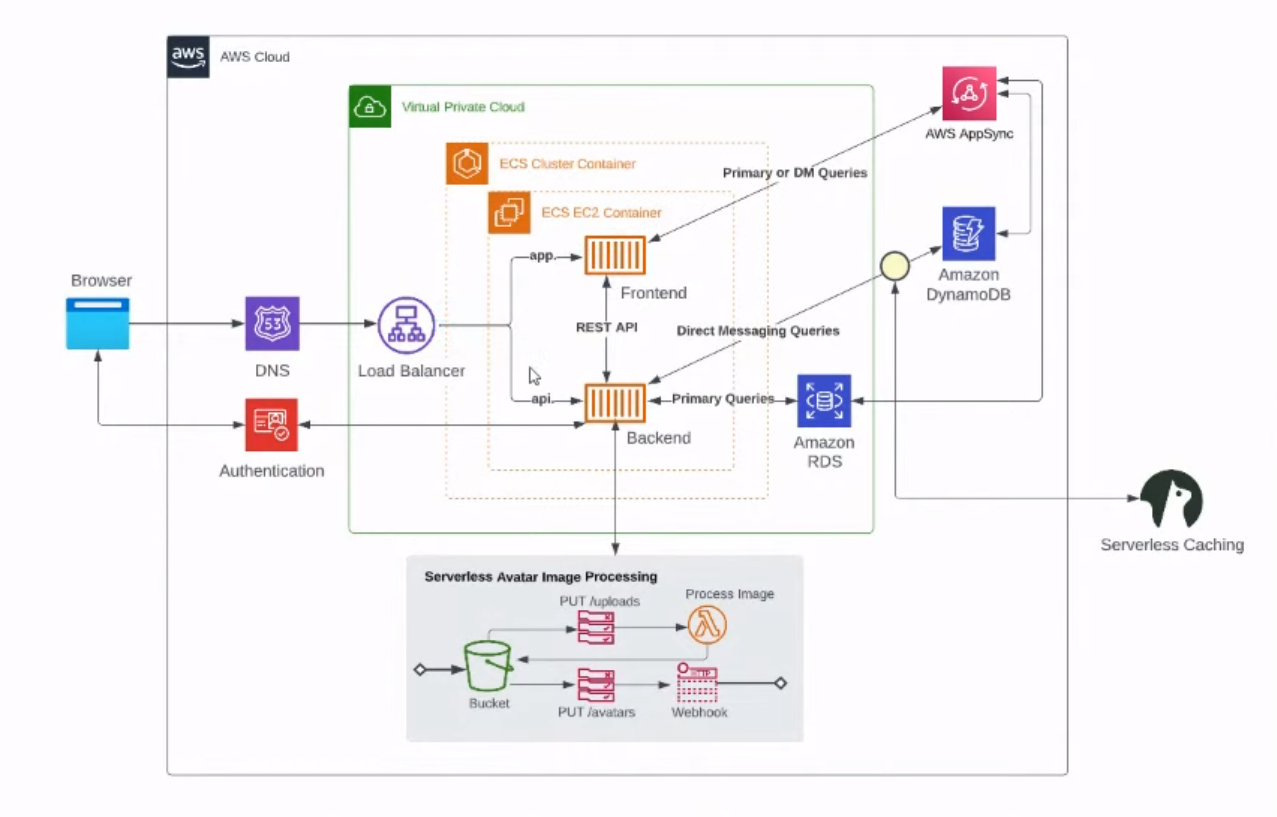 aws
AWS Cloud
Virtual Private Cloud
AWS AppSync
ECS Cluster Container
Primary or DM Queries
ECS EC2 Container
app.
Browser
Frontend
Amazon
DynamoDB
53
REST API
Direct Messaging Queries
DNS
Load Balancer
api.
Primary Queries
Backend
Amazon
RDS
Authentication
Serverless Caching
Serverless Avatar Image Processing
PUT /uploads
Process Image
HTTP
Bucket
PUT /avatars
Webhook